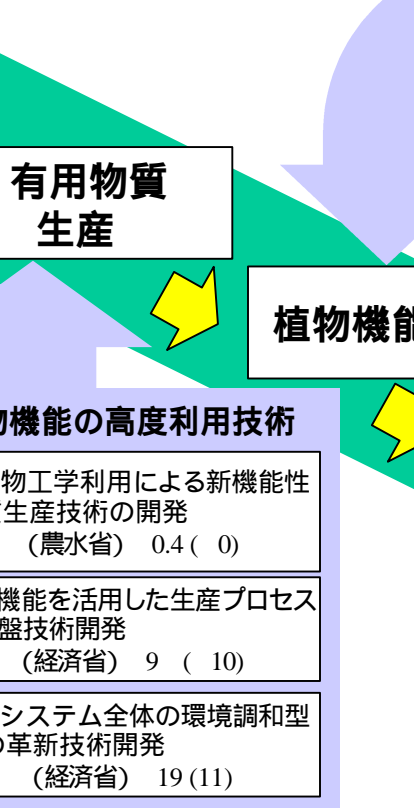 有用物質
生産
植物機能
物機能の高度利用技術
物工学利用による新機能性
生産技術の開発
(農水省) 0.4 ( 0)
機能を活用した生産プロセス
盤技術開発
(経済省) 9 ( 10)
システム全体の環境調和型
の革新技術開発
(経済省) 19 (11)